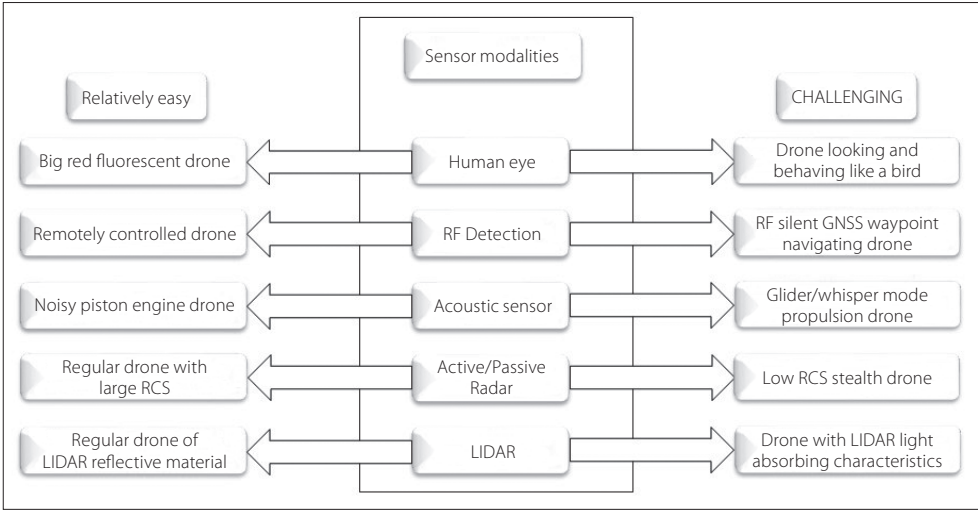 Sensor modalities
Relatively easy
CHALLENGING
Big red fluorescent drone
Human eye
Drone looking and
behaving like a bird
Remotely controlled drone
RF Detection
RF silent GNSS waypoint
navigating drone
Noisy piston engine drone
Acoustic sensor
Glider/whisper mode
propulsion drone
Regular drone with
large RCS
Active/Passive
Radar
Low RCS stealth drone
Regular drone of
LIDAR reflective material
LIDAR
Drone with LIDAR light
absorbing characteristics